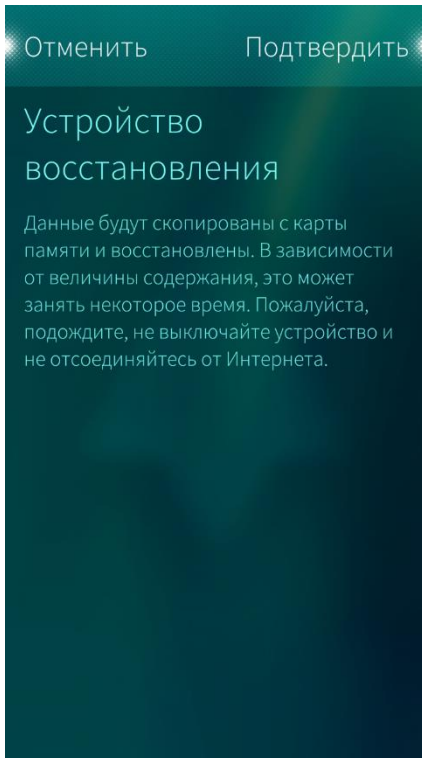 Отменить Подтвердить
Устройство
восстановления
Данные будут скопированы с карты
памяти и восстановлены. В зависимости
от величины содержания, это может
занять некоторое время. Пожалуйста,
подождите, не выключайте устройство и
не отсоединяйтесь от Интернета.